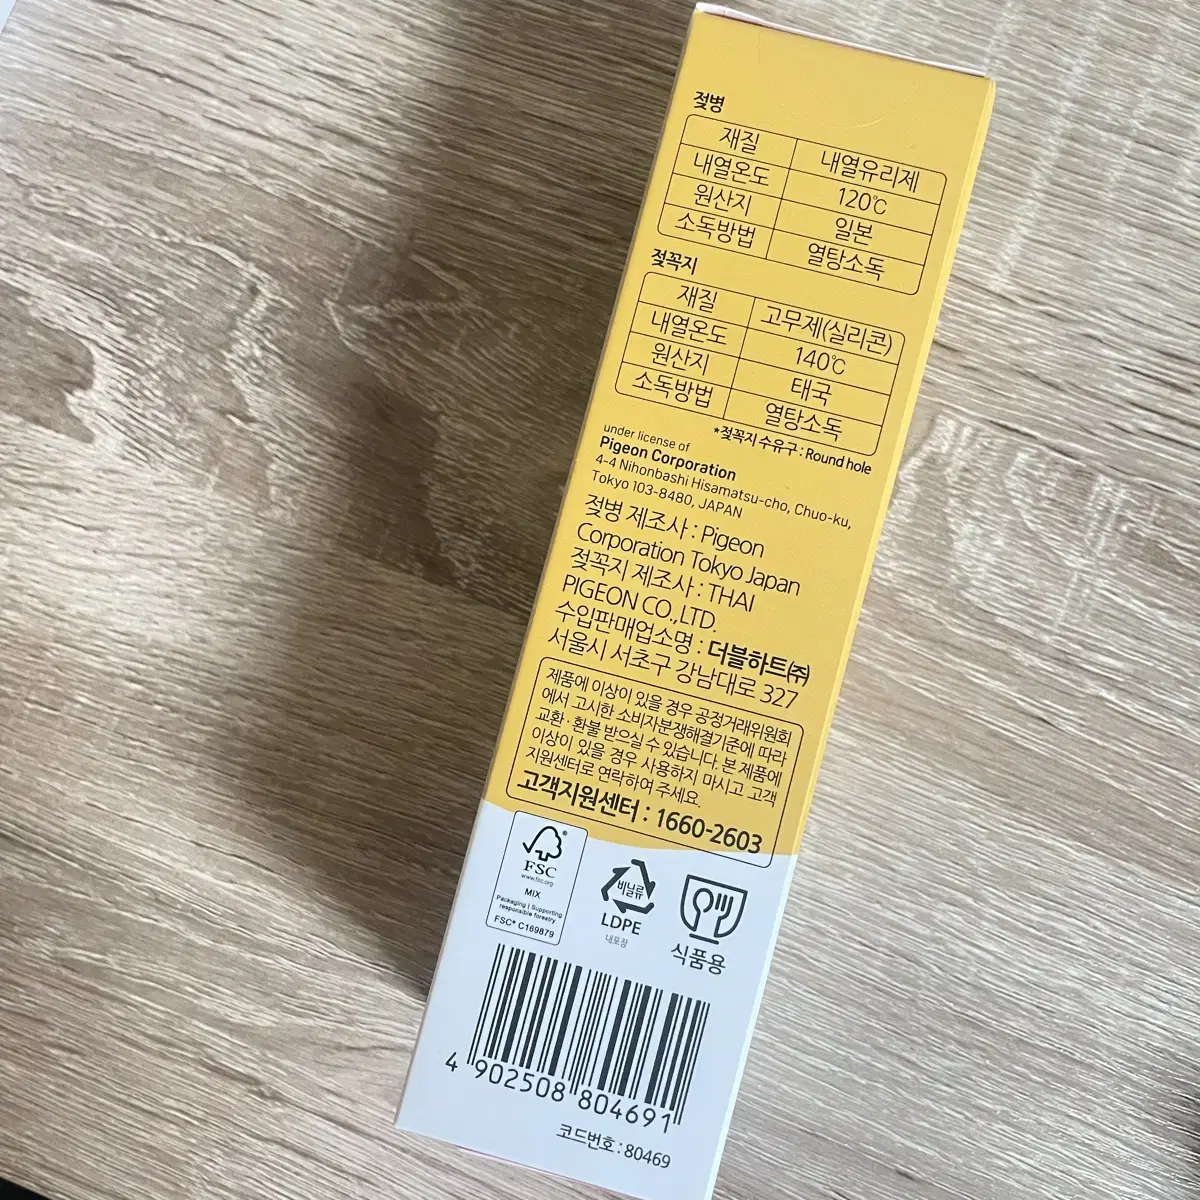 젖병
재질 내열유리제
내열온도 120℃
원산지 일본
소독방법 열탕소독
젖꼭지
재질 고무제(실리콘)
내열온도 140℃
원산지 태국
소독방법 열탕소독
*젖꼭지 수유구 : Round hole
under license of
Pigeon Corporation
4-4 Nihonbashi Hisamatsu-cho, Chuo-ku,
Tokyo 103-8480, JAPAN
젖병 제조사 : Pigeon
Corporation Tokyo Japan
젖꼭지 제조사 : THAI
PIGEON CO.,LTD.
수입판매업소명 : 더블하트㈜
서울시 서초구 강남대로 327
제품에 이상이 있을 경우 공정거래위원회
에서 고시한 소비자분쟁해결기준에 따라
교환·환불 받으실 수 있습니다. 본 제품에
이상이 있을 경우 사용하지 마시고, 고객
지원센터로 연락하여 주세요.
고객지원센터 : 1660-2603
FSC®
www.fsc.org
MIX
Packaging | Supporting
responsible forestry
FSC® C169879
비닐류
LDPE
내포장
식품용
4 902508 804691
코드번호 : 80469